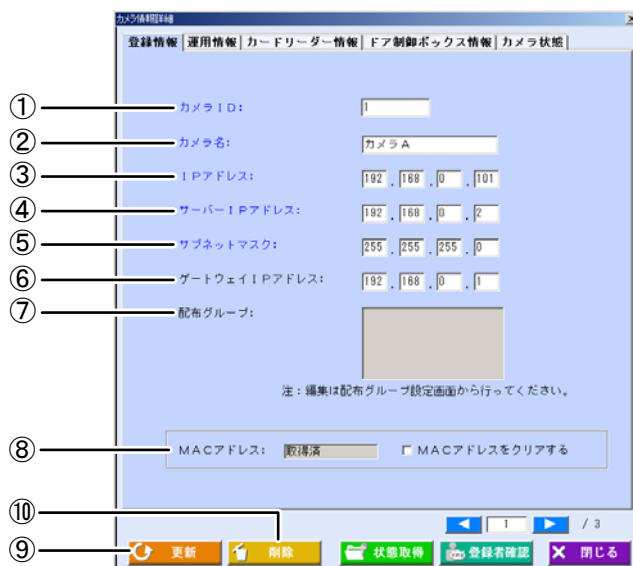 カメラ情報詳細
登録情報 運用情報 カードリーダー情報 ドア制御ボックス情報 カメラ状態
① カメラID: 1
② カメラ名: カメラA
③ IPアドレス: 192 . 168 . 0 . 101
④ サーバーIPアドレス: 192 . 168 . 0 . 2
⑤ サブネットマスク: 255 . 255 . 255 . 0
⑥ ゲートウェイIPアドレス: 192 . 168 . 0 . 1
⑦ 配布グループ:
注:編集は配布グループ設定画面から行ってください。
⑧ MACアドレス: 取得済 MACアドレスをクリアする
⑩ 1 / 3
⑨ 更新 削除 状態取得 登録者確認 X 閉じる